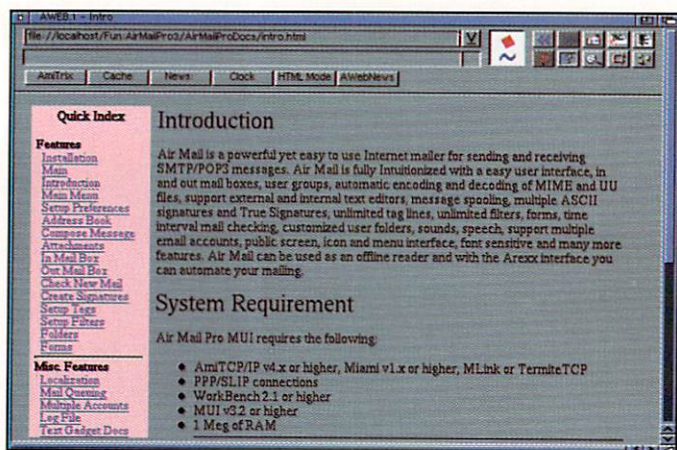 AWEB.1 - Intro
file://localhost/Fun:AirMailPro3/AirMailProDocs/intro.html
AmiTrix
Cache
News
Clock
HTML Mode
AWebNews
Quick Index
Features
Installation
Main
Introduction
Main Menu
Setup Preferences
Address Book
Compose Message
Attachments
In Mail Box
Out Mail Box
Check New Mail
Create Signatures
Setup Tags
Setup Filters
Folders
Forms
Misc. Features
Localization
Mail Queuing
Multiple Accounts
Log File
Text Gadget Docs
Introduction
Air Mail is a powerful yet easy to use Internet mailer for sending and receiving
SMTP/POP3 messages. Air Mail is fully Intuitionized with a easy user interface, in
and out mail boxes, user groups, automatic encoding and decoding of MIME and UU
files, support external and internal text editors, message spooling, multiple ASCII
signatures and True Signatures, unlimited tag lines, unlimited filters, forms, time
interval mail checking, customized user folders, sounds, speech, support multiple
email accounts, public screen, icon and menu interface, font sensitive and many more
features. Air Mail can be used as an offline reader and with the Arexx interface you
can automate your mailing.
System Requirement
Air Mail Pro MUI requires the following:
AmiTCP/IP v4.x or higher, Miami v1.x or higher, MLink or TermiteTCP
PPP/SLIP connections
WorkBench 2.1 or higher
MUI v3.2 or higher
1 Meg of RAM